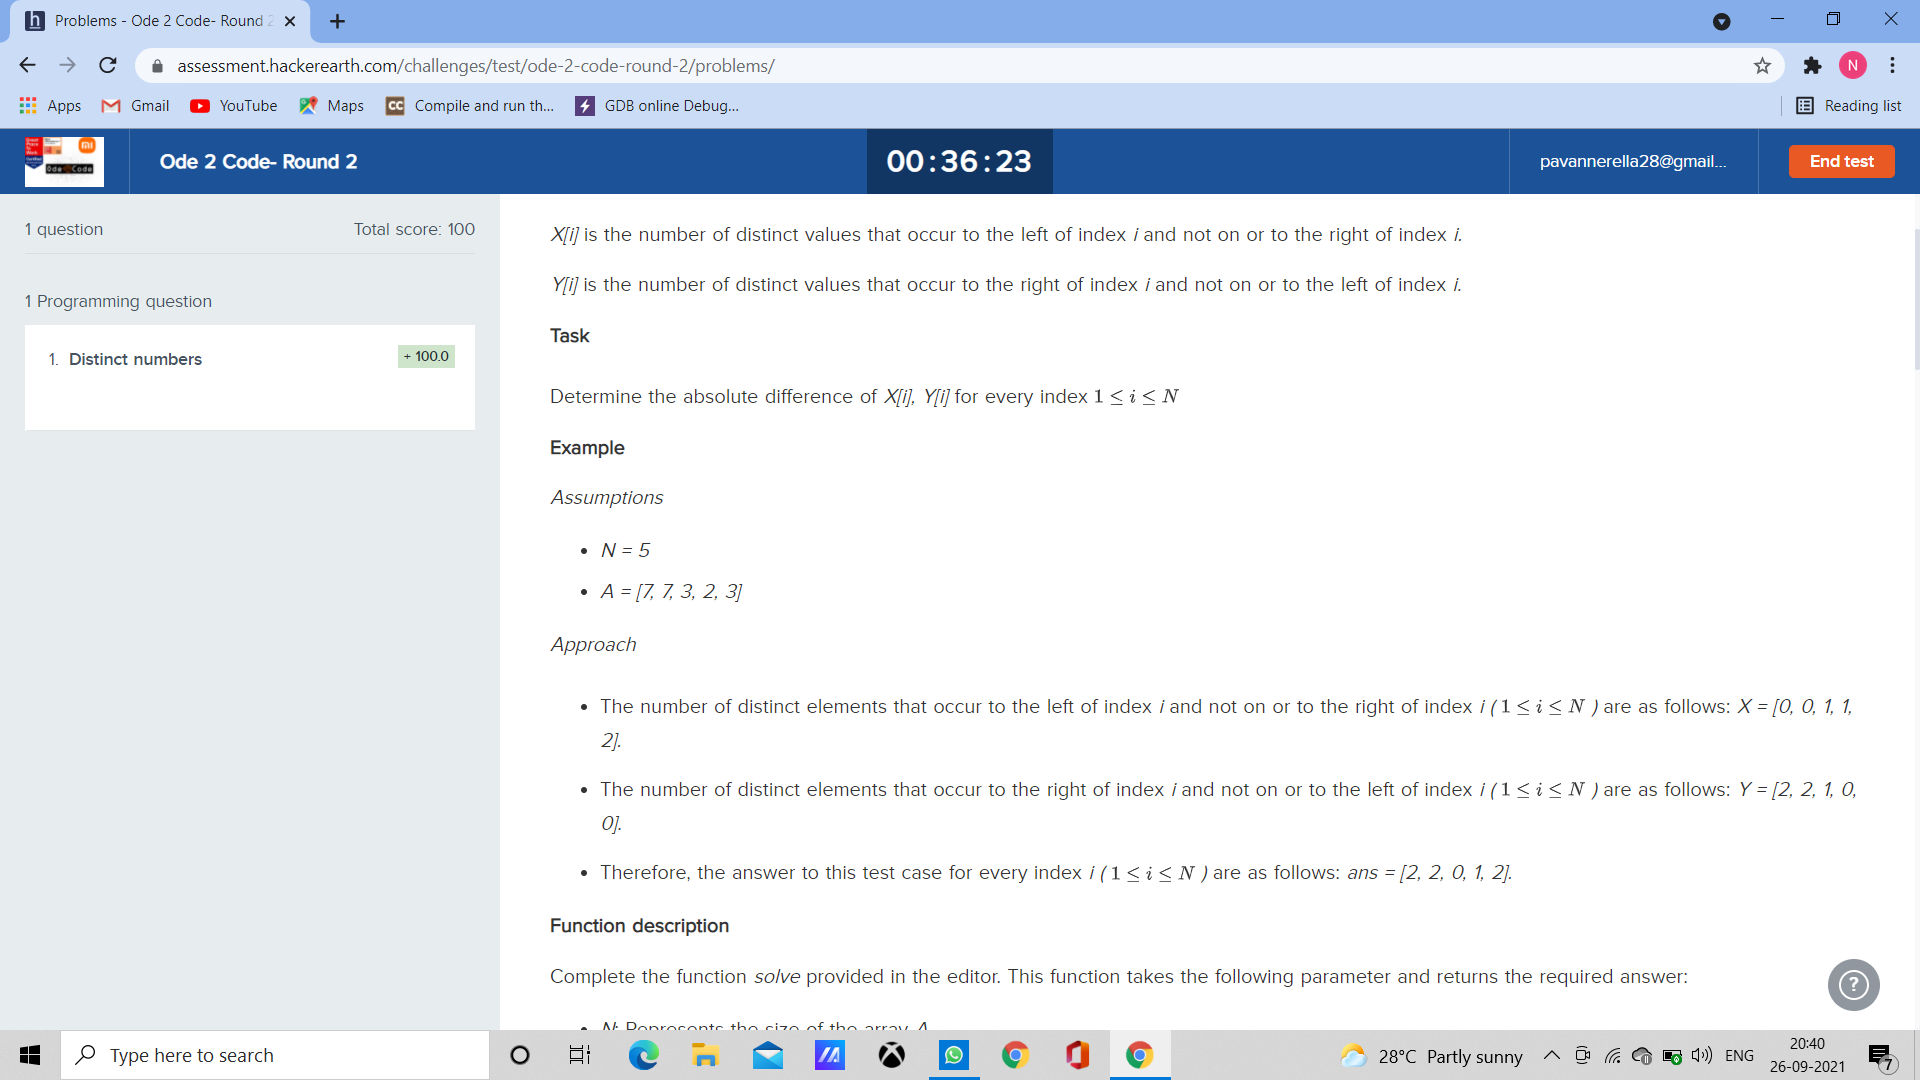 Problems - Ode 2 Code- Round 2
assessment.hackerearth.com/challenges/test/ode-2-code-round-2/problems/
N
Apps
Gmail
YouTube
Maps
CC
Compile and run th...
GDB online Debug...
Reading list
Ode 2 Code- Round 2
00:36:23
pavannerella28@gmail...
End test
1 question
Total score: 100
1 Programming question
1. Distinct numbers
+ 100.0
X[i] is the number of distinct values that occur to the left of index i and not on or to the right of index i.
Y[i] is the number of distinct values that occur to the right of index i and not on or to the left of index i.
Task
Determine the absolute difference of X[i], Y[i] for every index 1 ≤ i ≤ N
Example
Assumptions
• N = 5
• A = [7, 7, 3, 2, 3]
Approach
• The number of distinct elements that occur to the left of index i and not on or to the right of index i ( 1 ≤ i ≤ N ) are as follows: X = [0, 0, 1, 1,
2].
• The number of distinct elements that occur to the right of index i and not on or to the left of index i ( 1 ≤ i ≤ N ) are as follows: Y = [2, 2, 1, 0,
0].
• Therefore, the answer to this test case for every index i ( 1 ≤ i ≤ N ) are as follows: ans = [2, 2, 0, 1, 2].
Function description
Complete the function solve provided in the editor. This function takes the following parameter and returns the required answer:
?
• N: Represents the size of the array A
Type here to search
28°C Partly sunny
ENG
20:40
26-09-2021
7